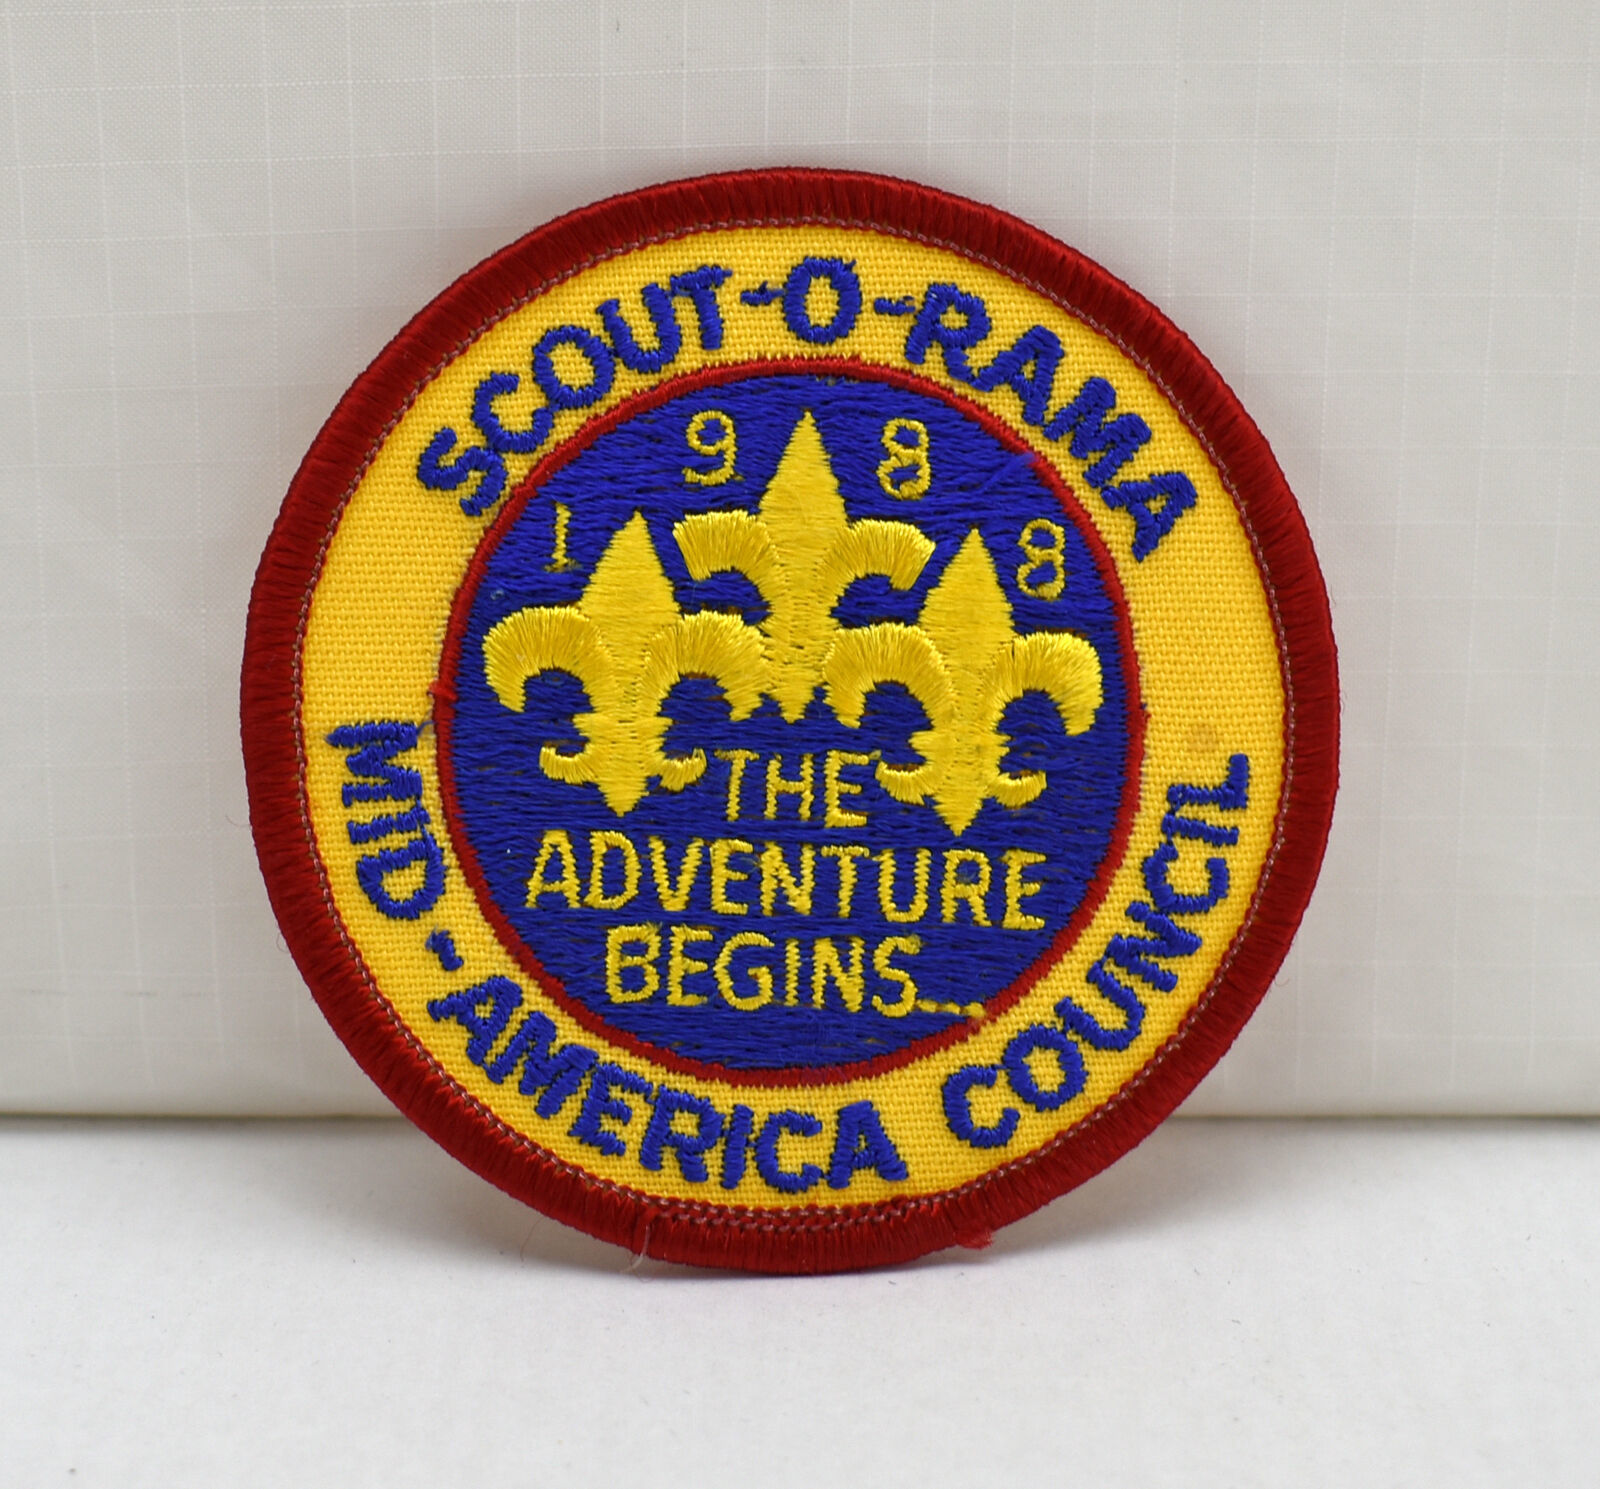 SCOUT-O-RAMA
1988
THE
ADVENTURE
BEGINS...
MID-AMERICA COUNCIL